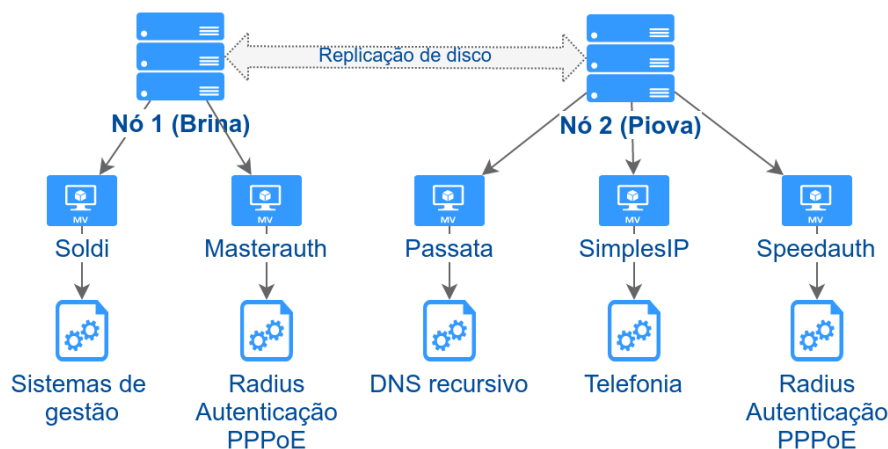 Replicação de disco
Nó 1 (Brina)
Nó 2 (Piova)
MV
MV
MV
MV
MV
Soldi
Masterauth
Passata
SimplesIP
Speedauth
Sistemas de
gestão
Radius
Autenticação
PPPoE
DNS recursivo
Telefonia
Radius
Autenticação
PPPoE